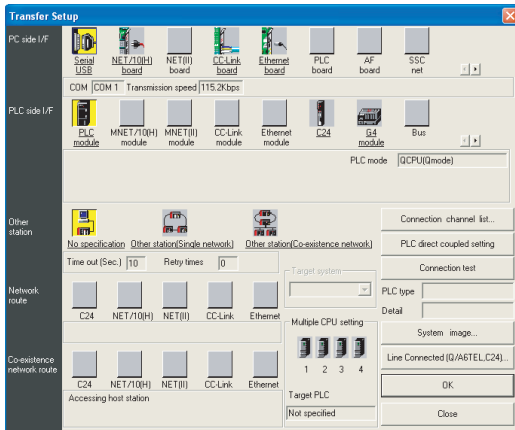 Transfer Setup
PC side I/F
Serial USB
NET/10(H) board
NET(II) board
CC-Link board
Ethernet board
PLC board
AF board
SSC net
COM COM 1 Transmission speed 115.2Kbps
PLC side I/F
PLC module
MNET/10(H) module
MNET(II) module
CC-Link module
Ethernet module
C24
G4 module
Bus
PLC mode QCPU(Qmode)
Other station
No specification
Other station(Single network)
Other station(Co-existence network)
Time out (Sec.) 10 Retry times 0
Target system
Connection channel list...
PLC direct coupled setting
Connection test
PLC type
Detail
System image...
Line Connected (Q/A6TEL,C24)...
OK
Close
Network route
C24 NET/10(H) NET(II) CC-Link Ethernet
Multiple CPU setting
1 2 3 4
Target PLC
Not specified
Co-existence network route
C24 NET/10(H) NET(II) CC-Link Ethernet
Accessing host station